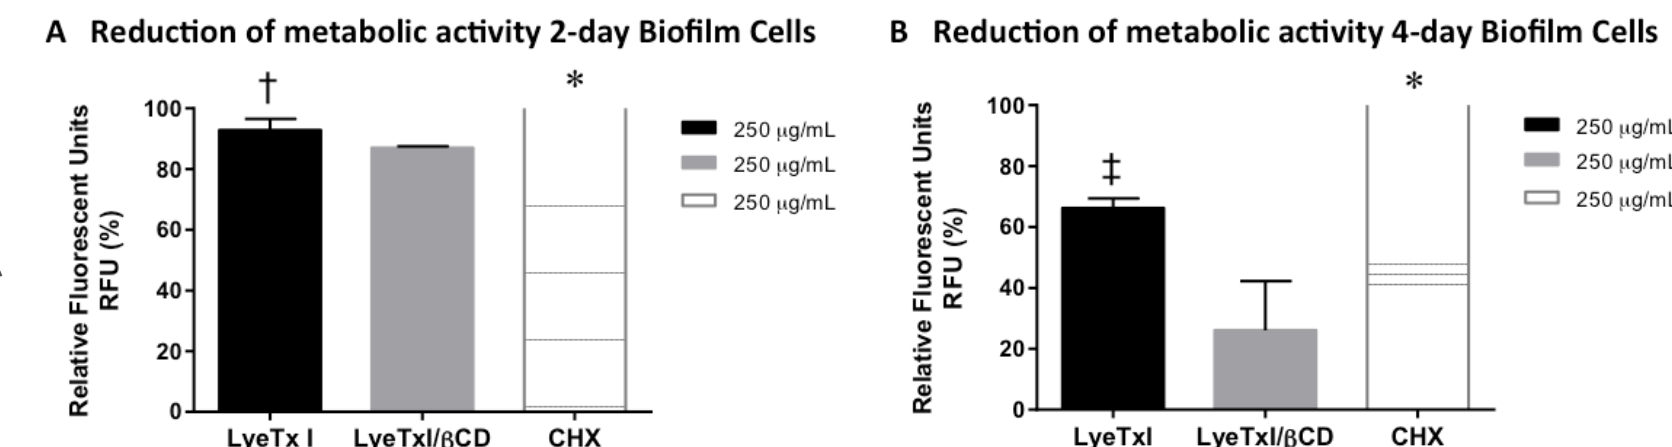 A Reduction of metabolic activity 2-day Biofilm Cells
†
*
Relative Fluorescent Units
RFU (%)
100
80
60
40
20
0
LyeTx I
LyeTxI/βCD
CHX
250 μg/mL
250 μg/mL
250 μg/mL
B Reduction of metabolic activity 4-day Biofilm Cells
‡
*
Relative Fluorescent Units
RFU (%)
100
80
60
40
20
0
LyeTxI
LyeTxI/βCD
CHX
250 μg/mL
250 μg/mL
250 μg/mL